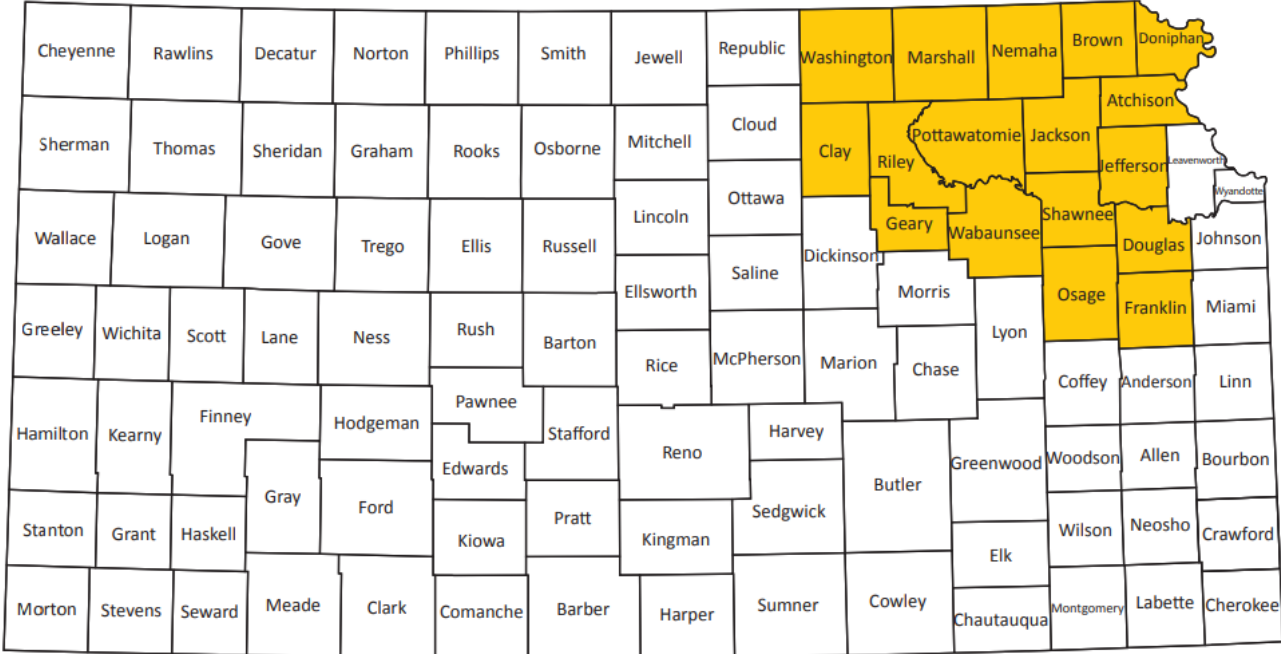 Cheyenne
Rawlins
Decatur
Norton
Phillips
Smith
Jewell
Republic
Washington
Marshall
Nemaha
Brown
Doniphan
Sherman
Thomas
Sheridan
Graham
Rooks
Osborne
Mitchell
Cloud
Clay
Riley
Pottawatomie
Jackson
Atchison
Jefferson
Leavenworth
Wyandotte
Wallace
Logan
Gove
Trego
Ellis
Russell
Lincoln
Ottawa
Saline
Dickinson
Geary
Wabaunsee
Shawnee
Douglas
Johnson
Greeley
Wichita
Scott
Lane
Ness
Rush
Barton
Ellsworth
Rice
McPherson
Marion
Morris
Chase
Lyon
Osage
Franklin
Miami
Hamilton
Kearny
Finney
Hodgeman
Pawnee
Stafford
Edwards
Reno
Harvey
Butler
Greenwood
Coffey
Anderson
Linn
Woodson
Allen
Bourbon
Stanton
Grant
Haskell
Gray
Ford
Kiowa
Pratt
Kingman
Sedgwick
Elk
Wilson
Neosho
Crawford
Morton
Stevens
Seward
Meade
Clark
Comanche
Barber
Harper
Sumner
Cowley
Chautauqua
Montgomery
Labette
Cherokee